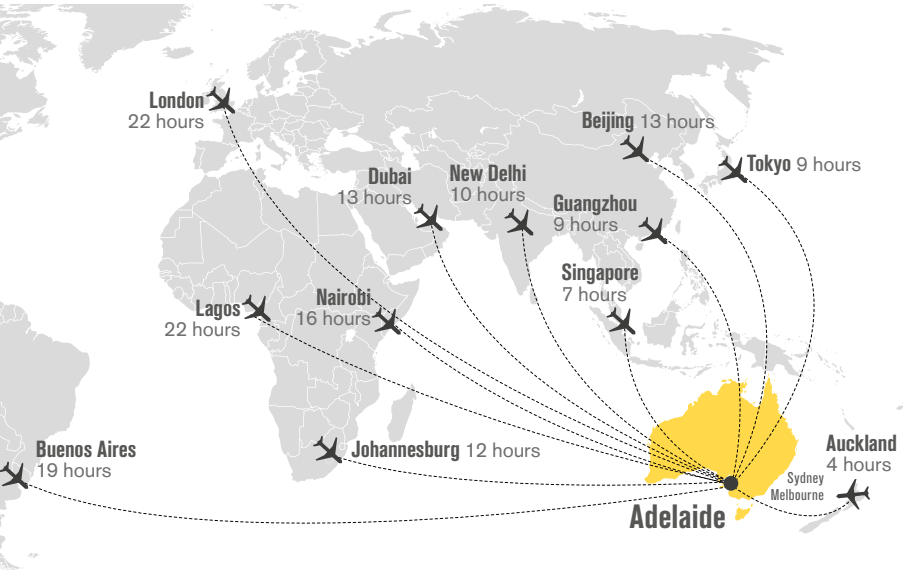 London
22 hours
Beijing 13 hours
Tokyo 9 hours
Dubai
13 hours
New Delhi
10 hours
Guangzhou
9 hours
Singapore
7 hours
Lagos
22 hours
Nairobi
16 hours
Buenos Aires
19 hours
Johannesburg 12 hours
Auckland
4 hours
Sydney
Melbourne
Adelaide